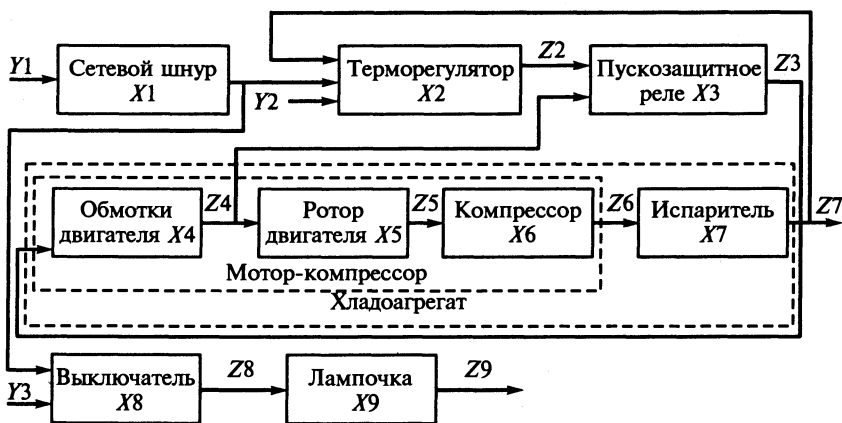 Y1
Сетевой шнур
X1
Y2
Терморегулятор
X2
Z2
Пускозащитное
реле X3
Z3
Обмотки
двигателя X4
Z4
Ротор
двигателя X5
Z5
Компрессор
X6
Z6
Испаритель
X7
Z7
Мотор-компрессор
Хладоагрегат
Y3
Выключатель
X8
Z8
Лампочка
X9
Z9